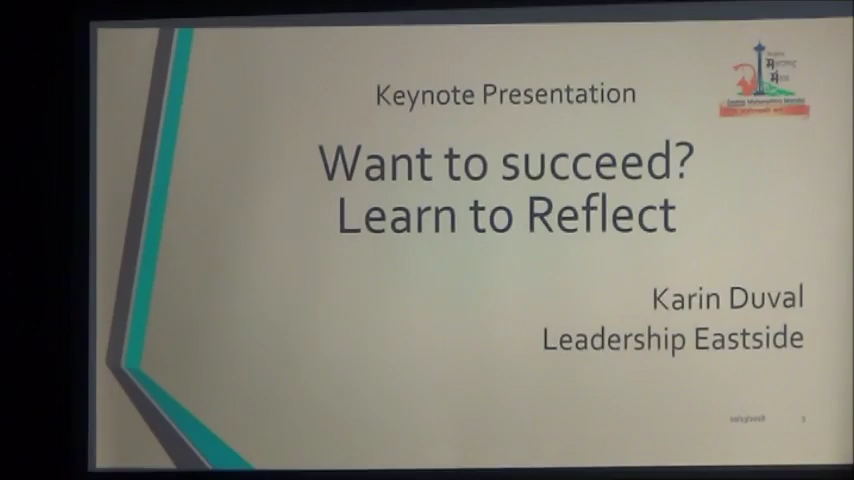 Keynote Presentation
Want to succeed?
Learn to Reflect
Karin Duval
Leadership Eastside